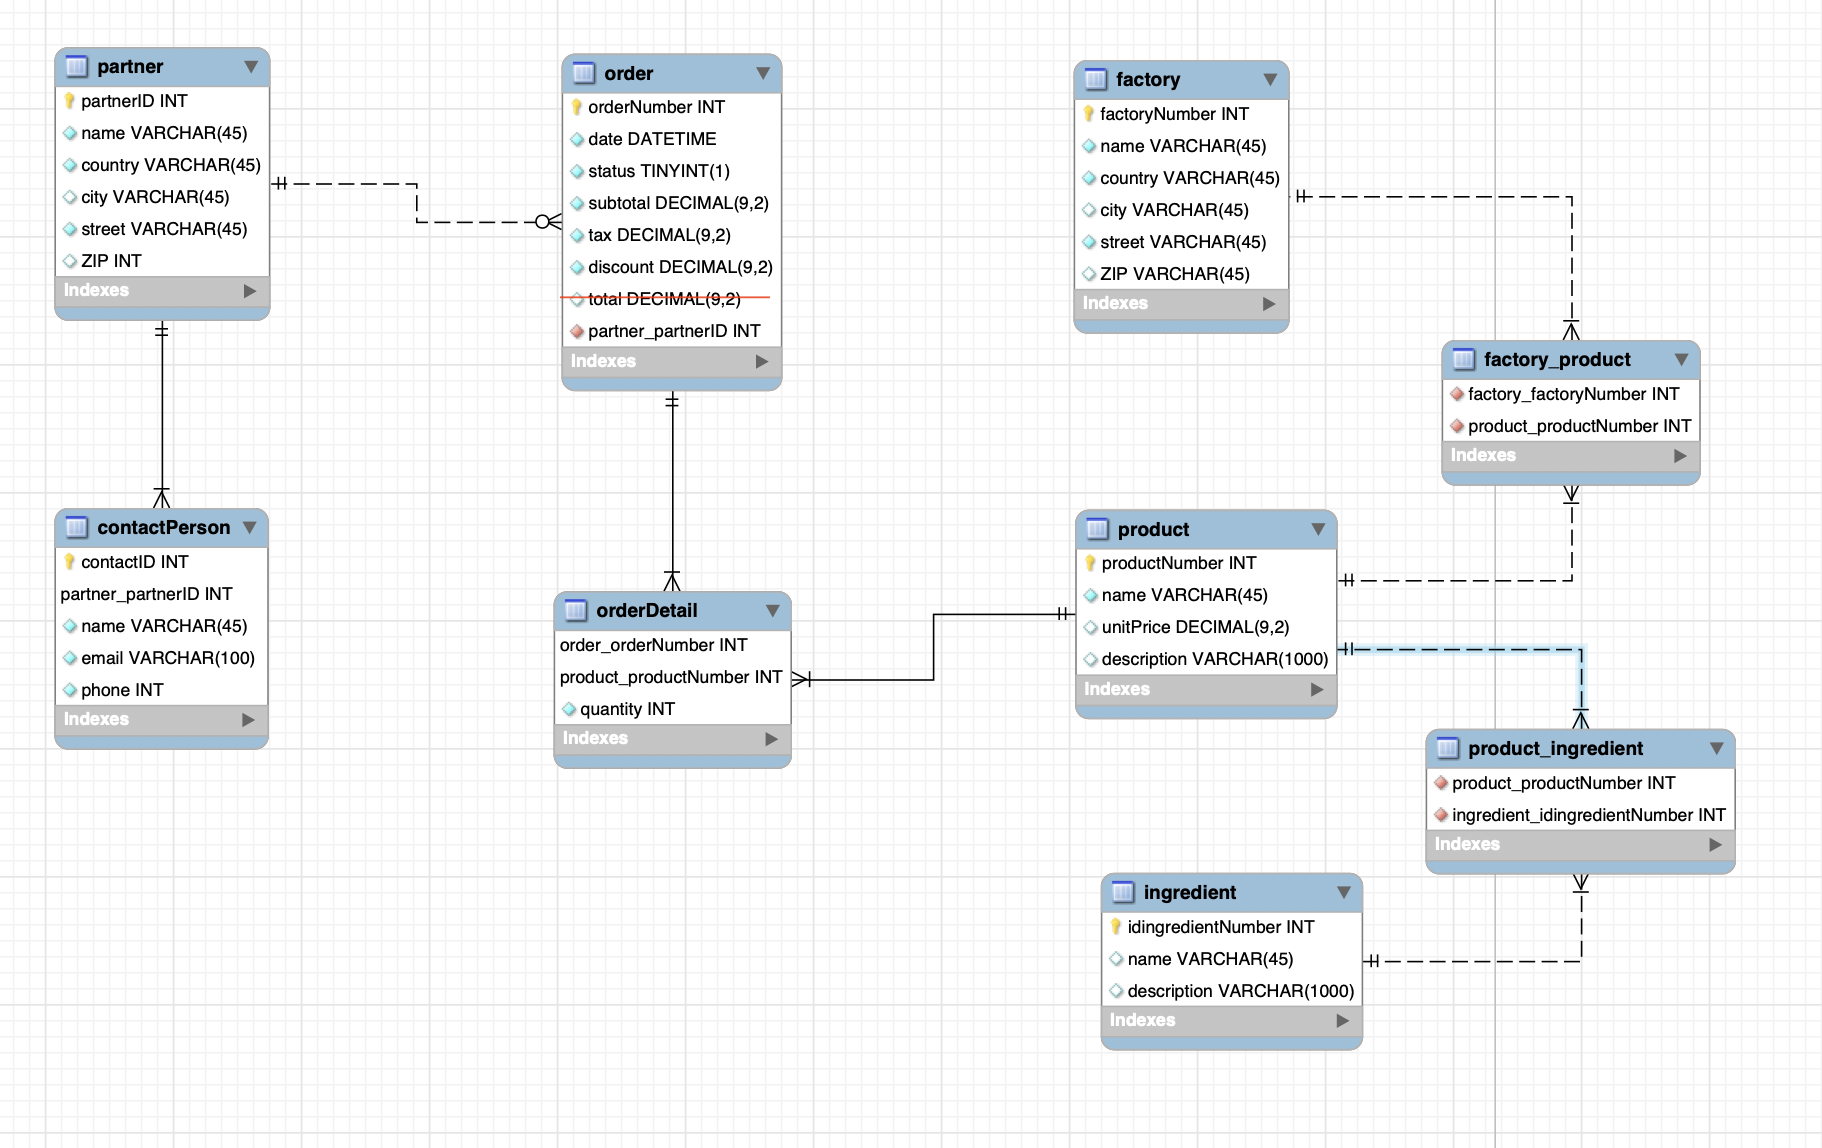 partner
partnerID INT
name VARCHAR(45)
country VARCHAR(45)
city VARCHAR(45)
street VARCHAR(45)
ZIP INT
Indexes
order
orderNumber INT
date DATETIME
status TINYINT(1)
subtotal DECIMAL(9,2)
tax DECIMAL(9,2)
discount DECIMAL(9,2)
total DECIMAL(9,2)
partner_partnerID INT
Indexes
factory
factoryNumber INT
name VARCHAR(45)
country VARCHAR(45)
city VARCHAR(45)
street VARCHAR(45)
ZIP VARCHAR(45)
Indexes
factory_product
factory_factoryNumber INT
product_productNumber INT
Indexes
contactPerson
contactID INT
partner_partnerID INT
name VARCHAR(45)
email VARCHAR(100)
phone INT
Indexes
orderDetail
order_orderNumber INT
product_productNumber INT
quantity INT
Indexes
product
productNumber INT
name VARCHAR(45)
unitPrice DECIMAL(9,2)
description VARCHAR(1000)
Indexes
product_ingredient
product_productNumber INT
ingredient_idingredientNumber INT
Indexes
ingredient
idingredientNumber INT
name VARCHAR(45)
description VARCHAR(1000)
Indexes